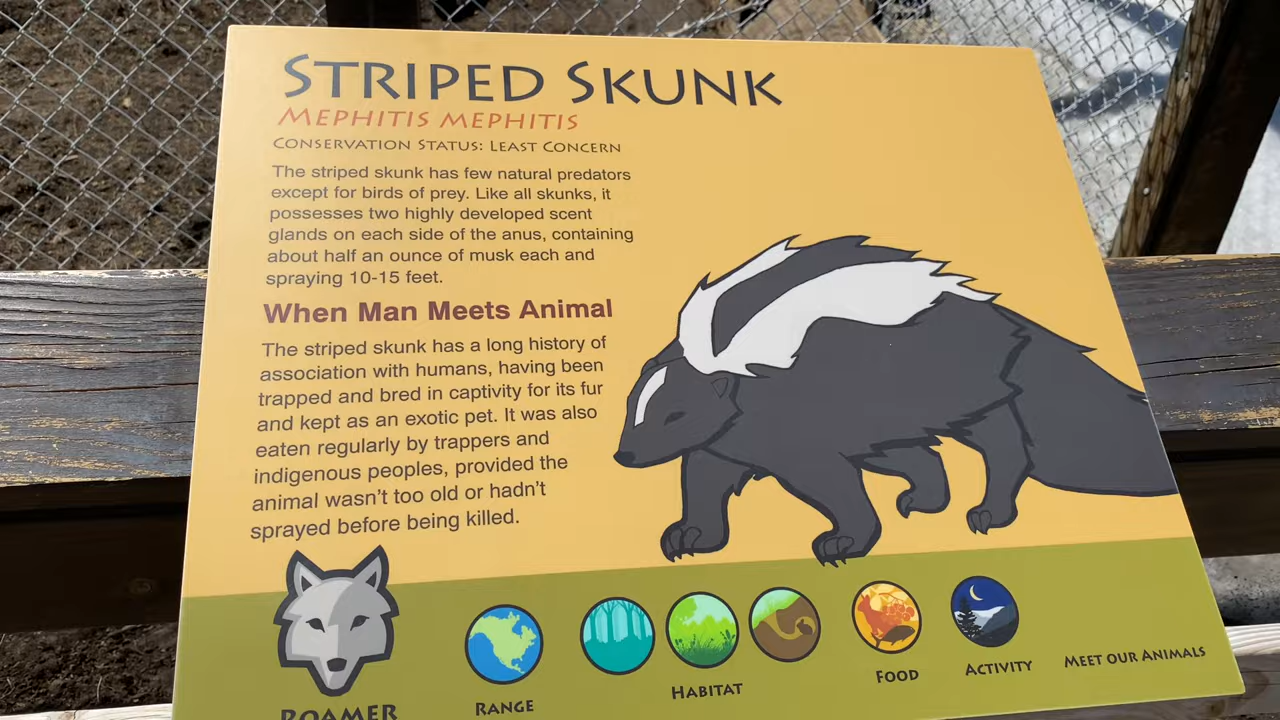 STRIPED SKUNK
MEPHITIS MEPHITIS
CONSERVATION STATUS: LEAST CONCERN
The striped skunk has few natural predators
except for birds of prey. Like all skunks, it
possesses two highly developed scent
glands on each side of the anus, containing
about half an ounce of musk each and
spraying 10-15 feet.
When Man Meets Animal
The striped skunk has a long history of
association with humans, having been
trapped and bred in captivity for its fur
and kept as an exotic pet. It was also
eaten regularly by trappers and
indigenous peoples, provided the
animal wasn't too old or hadn't
sprayed before being killed.
ROAMER
RANGE
HABITAT
FOOD
ACTIVITY
MEET OUR ANIMALS